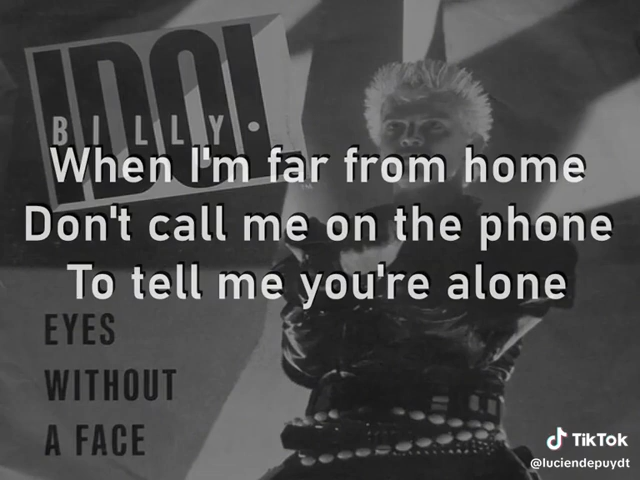 BILLY
IDOL
When I'm far from home
Don't call me on the phone
To tell me you're alone
EYES
WITHOUT
A FACE
TikTok
@luciendepuydt